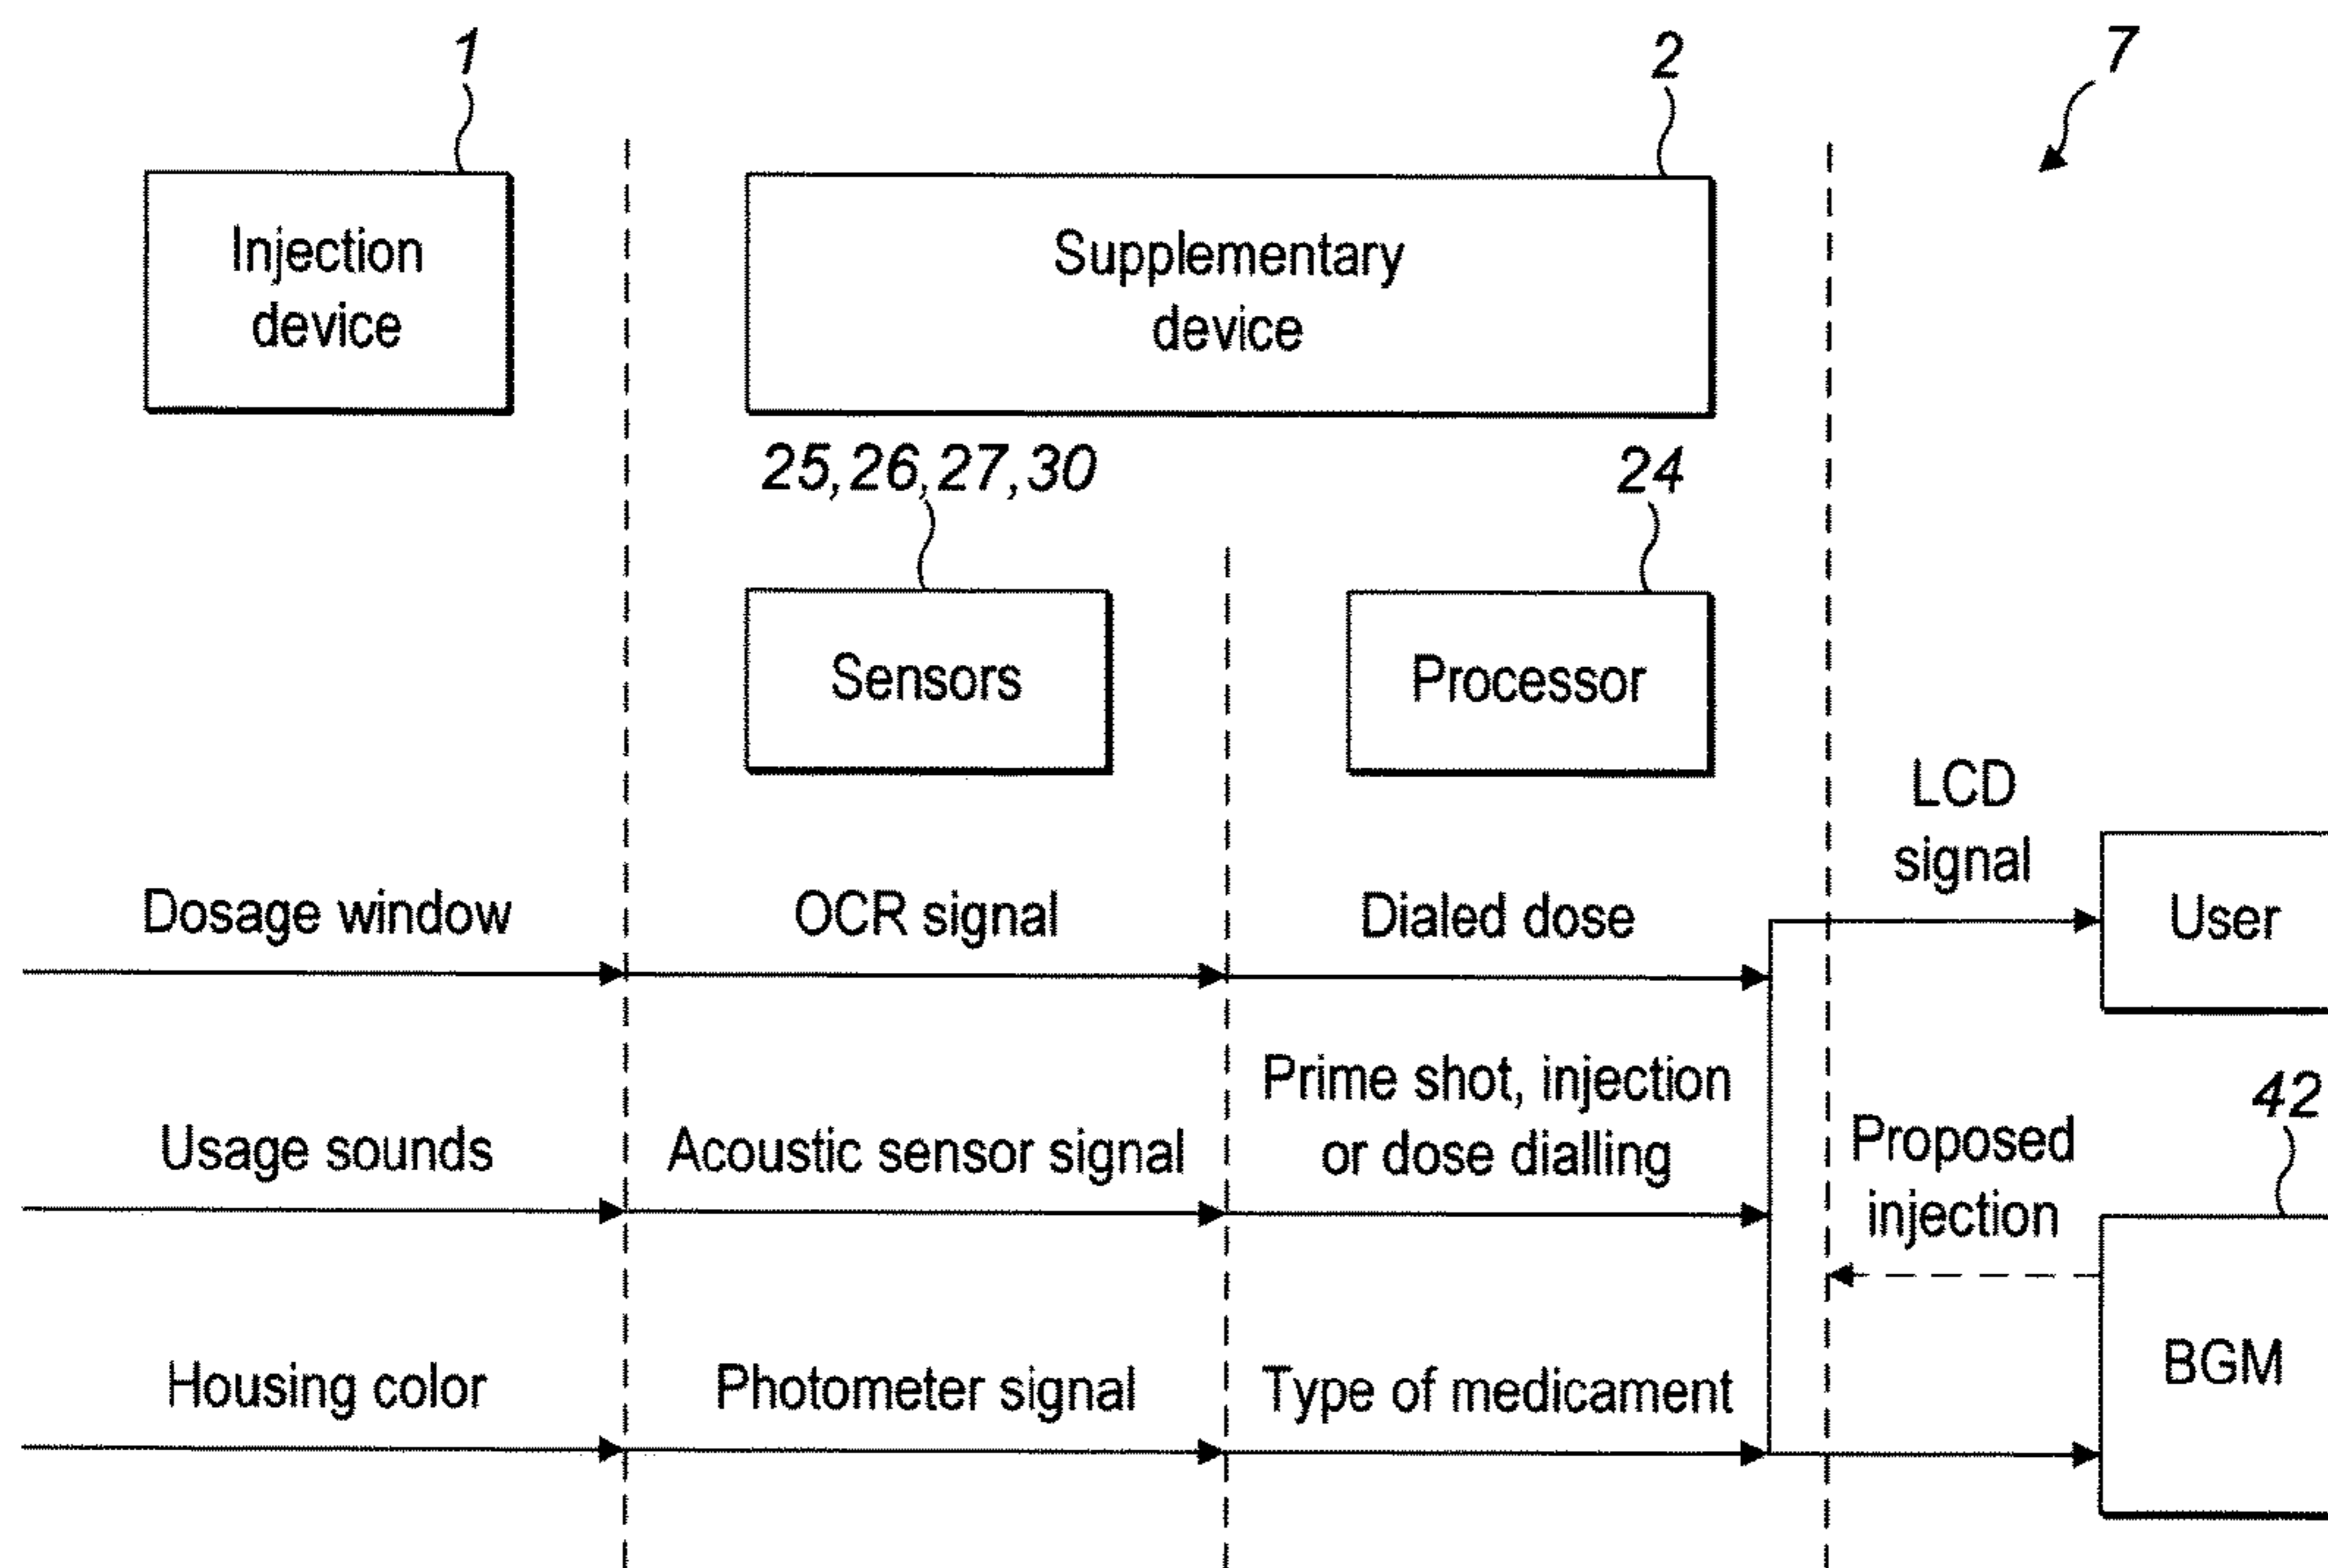 1
2
7
Injection
device
Supplementary
device
25, 26, 27, 30
24
Sensors
Processor
LCD
signal
User
Dosage window
OCR signal
Dialed dose
Prime shot, injection
or dose dialling
Usage sounds
Acoustic sensor signal
Proposed
injection
42
BGM
Housing color
Photometer signal
Type of medicament